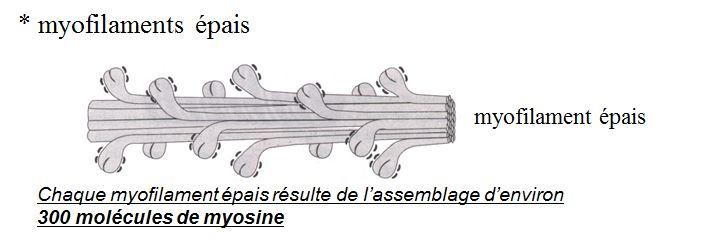 * myofilaments épais
myofilament épais
Chaque myofilament épais résulte de l'assemblage d'environ
300 molécules de myosine